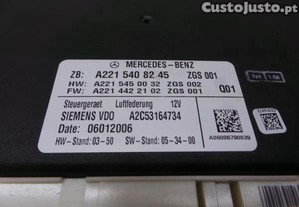 CustoJusto.pt
MERCEDES-BENZ
ZB: A221 540 82 45 ZGS 001
HW: A221 545 00 32 ZGS 002
FW: A221 442 21 02 ZGS 001 Q01
Steuergeraet Luftfederung 12V
SIEMENS VDO A2C53164734
Date: 06012006
HW-Stand: 03-50 SW-Stand: 05-34-00